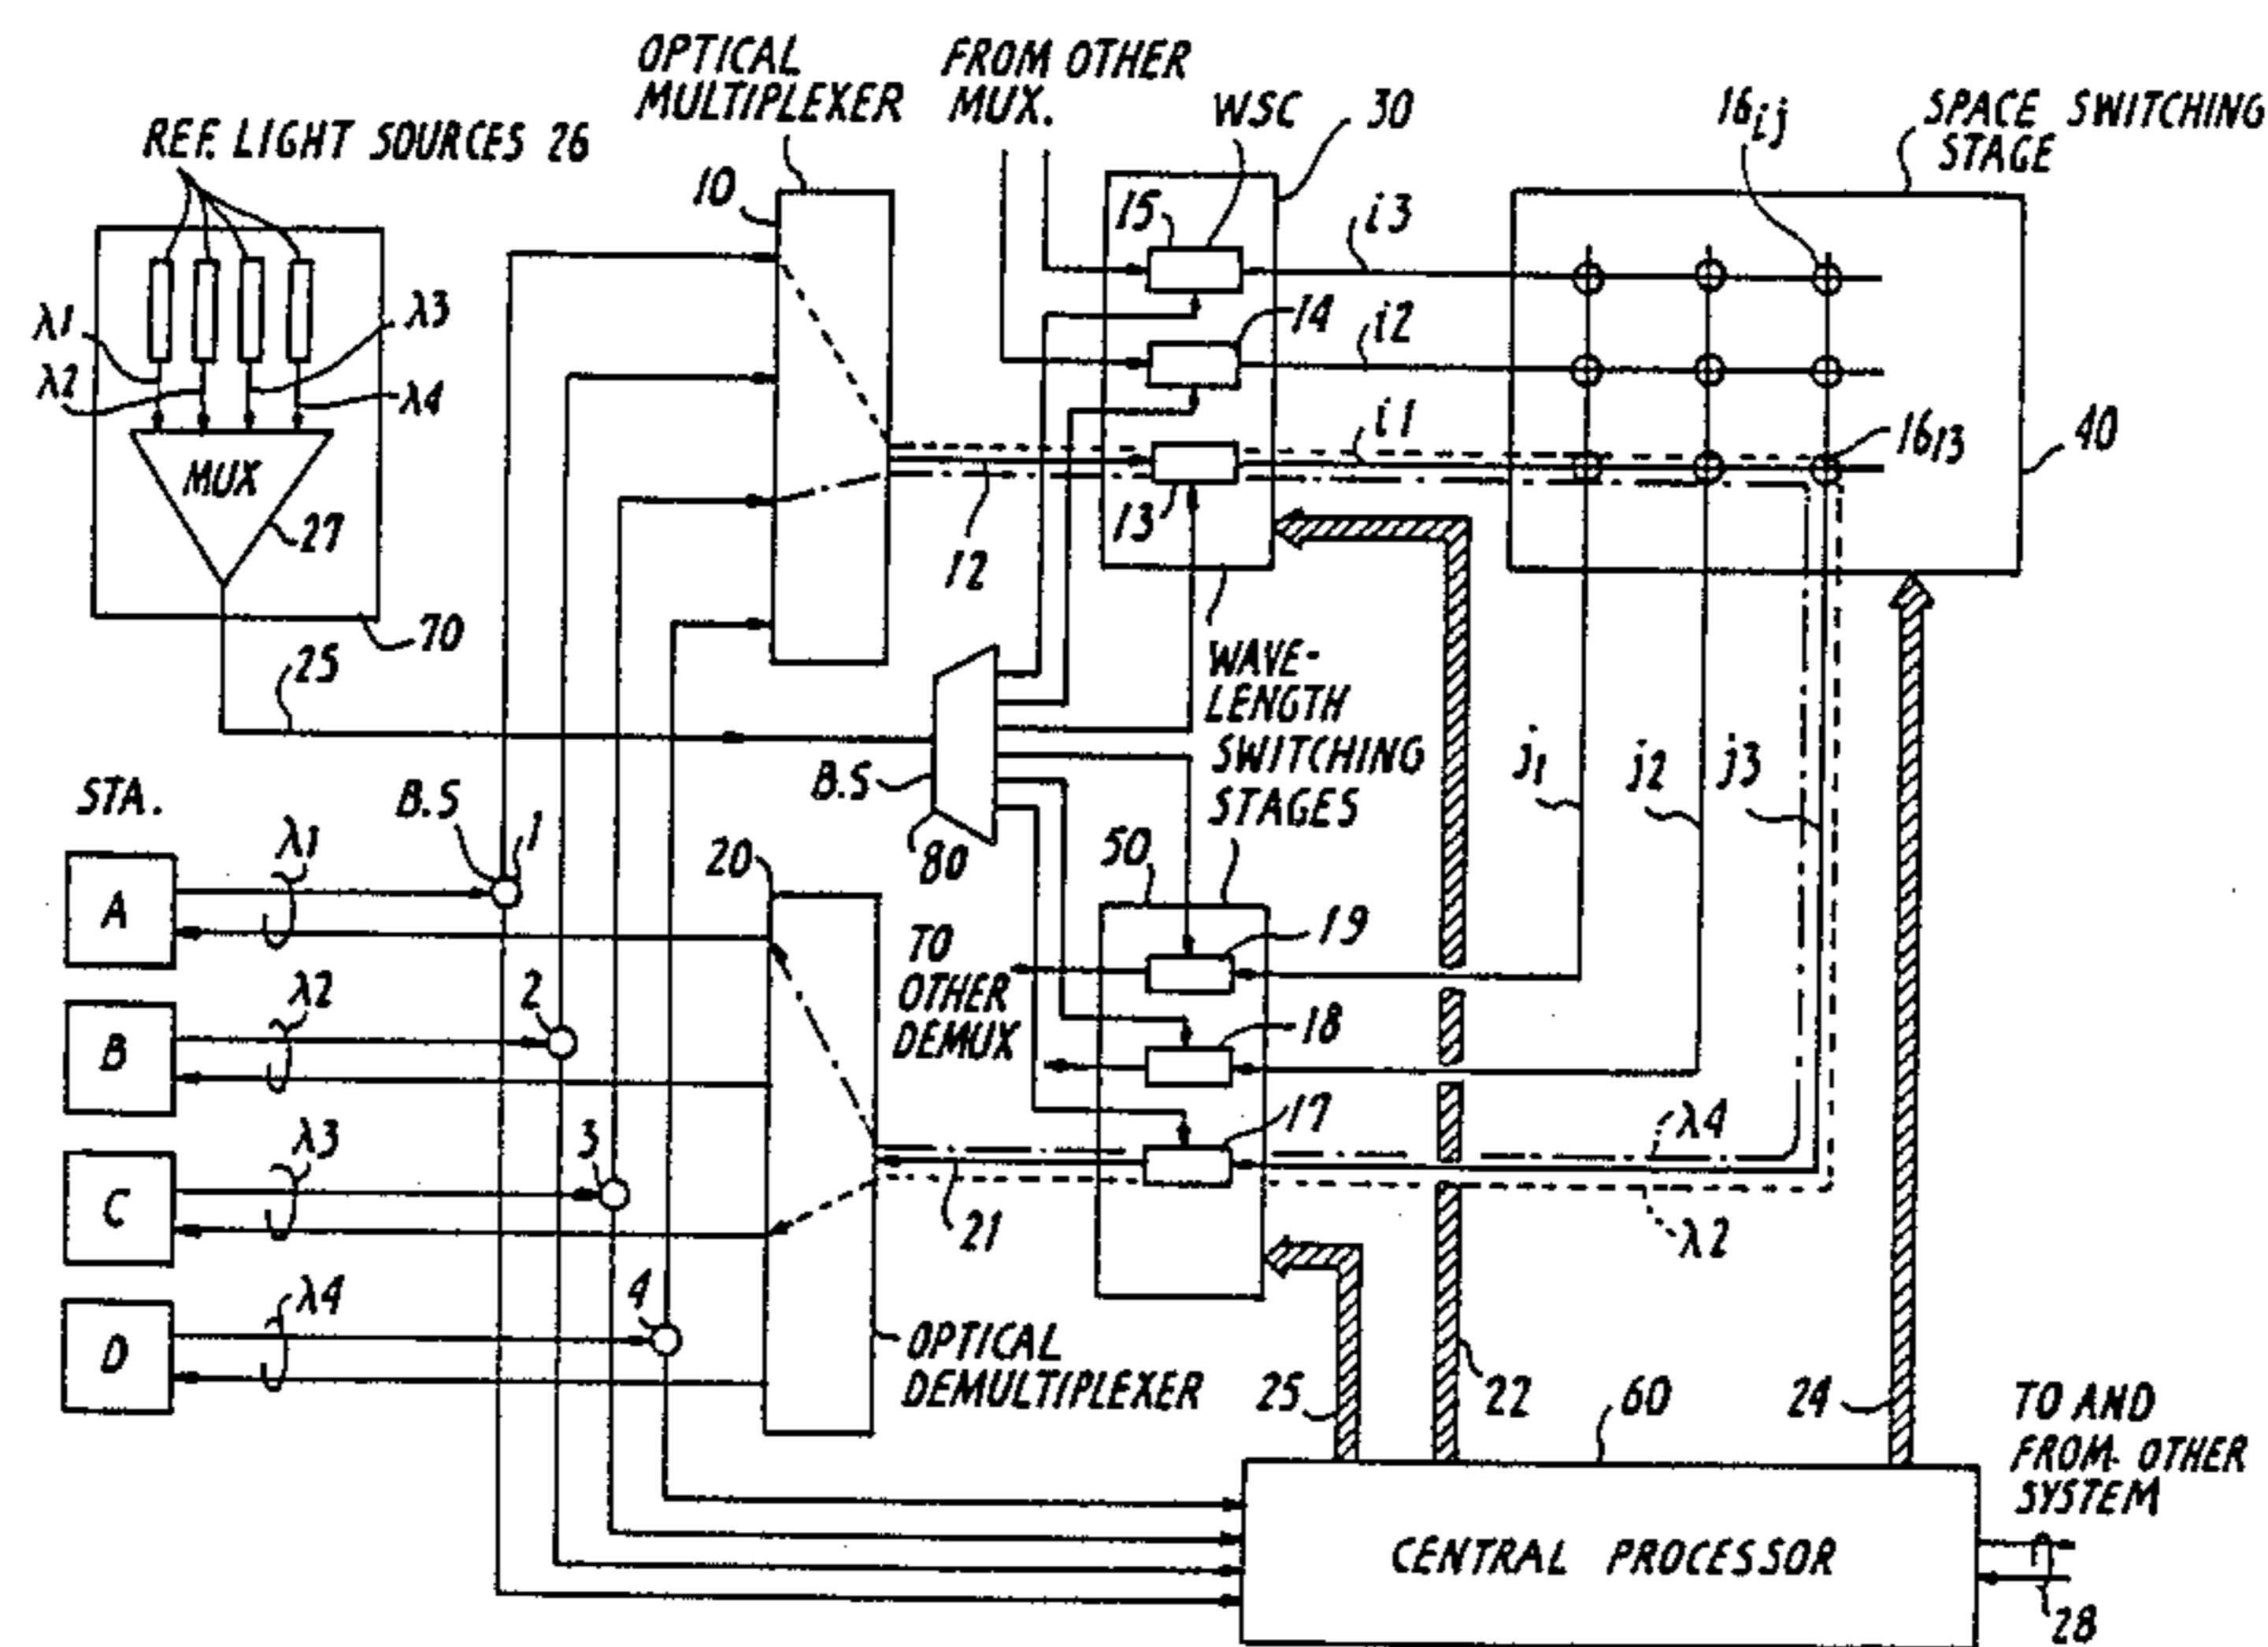 OPTICAL
MULTIPLEXER
FROM OTHER
MUX.
WSC
30
16ij
SPACE SWITCHING
STAGE
REF. LIGHT SOURCES 26
10
15
i3
λ1
λ3
14
i2
λ2
λ4
i1
1613
40
MUX
27
13
12
70
25
WAVE-
LENGTH
SWITCHING
STAGES
B.S
80
j1
j2
j3
STA.
B.S
1
λ1
20
50
A
19
TO
OTHER
DEMUX
λ2
2
18
B
λ3
3
17
λ4
C
21
λ2
λ4
4
D
OPTICAL
DEMULTIPLEXER
25
22
60
24
TO AND
FROM OTHER
SYSTEM
CENTRAL PROCESSOR
28